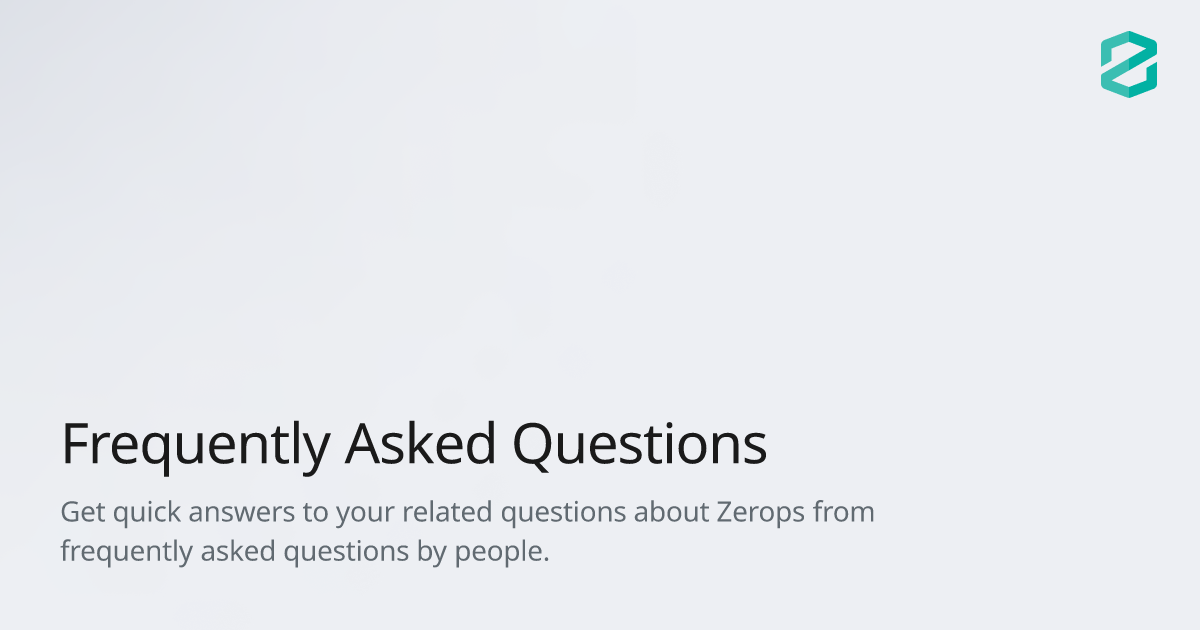 Frequently Asked Questions
Get quick answers to your related questions about Zerops from
frequently asked questions by people.